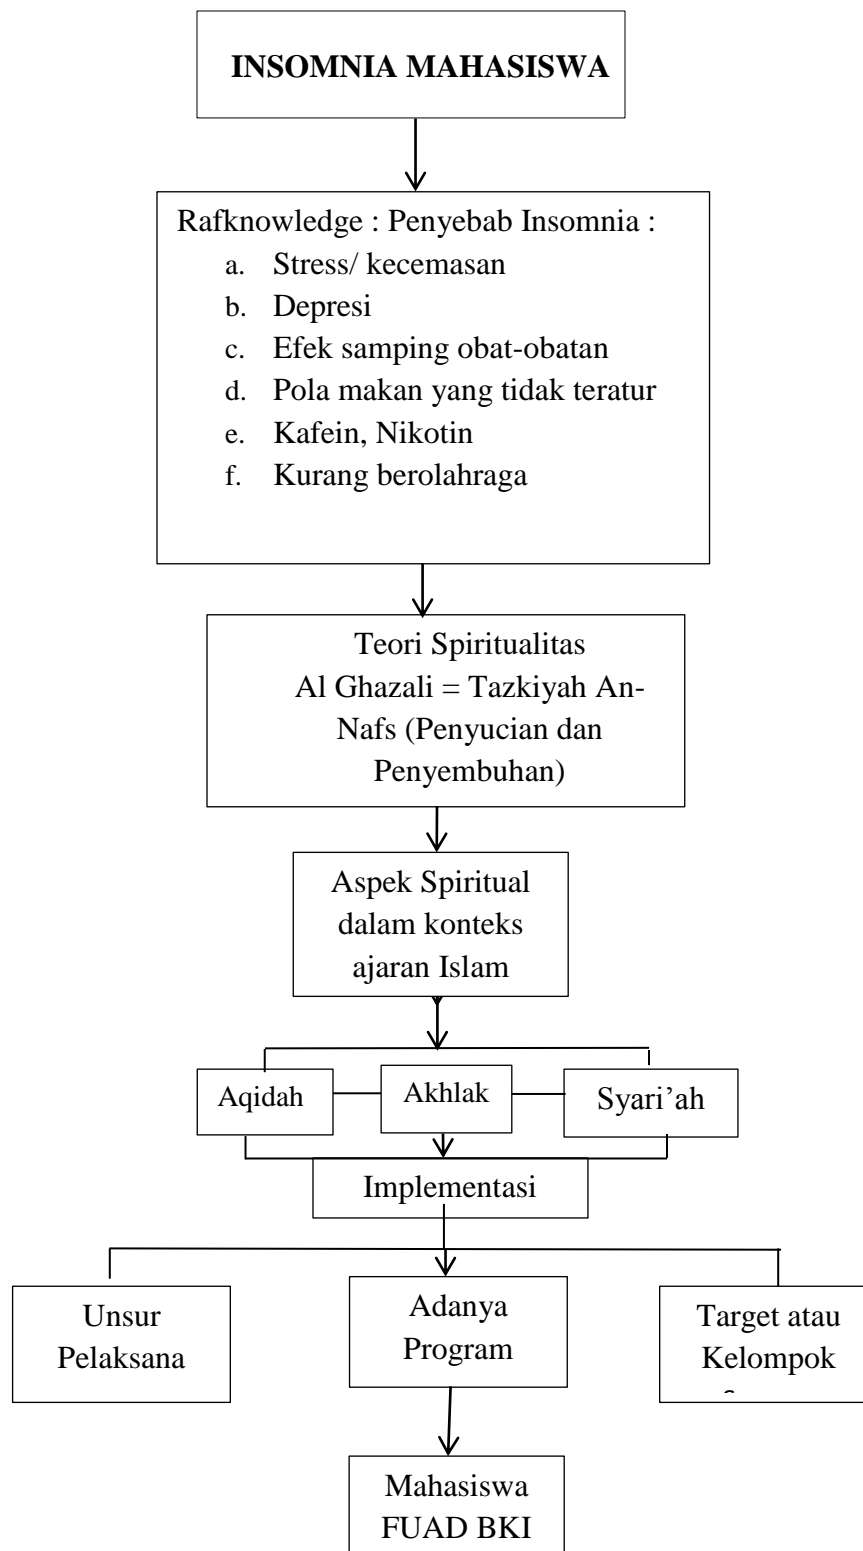 INSOMNIA MAHASISWA
Rafknowledge : Penyebab Insomnia :
a. Stress/ kecemasan
b. Depresi
c. Efek samping obat-obatan
d. Pola makan yang tidak teratur
e. Kafein, Nikotin
f. Kurang berolahraga
Teori Spiritualitas
Al Ghazali = Tazkiyah An-
Nafs (Penyucian dan
Penyembuhan)
Aspek Spiritual
dalam konteks
ajaran Islam
Aqidah
Akhlak
Syari’ah
Implementasi
Unsur
Pelaksana
Adanya
Program
Target atau
Kelompok
Mahasiswa
FUAD BKI